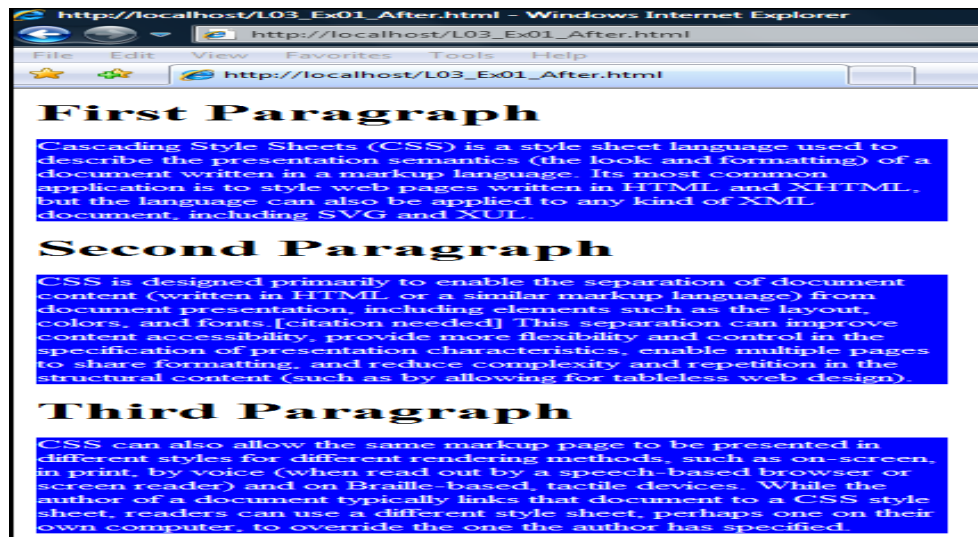 http://localhost/L03_Ex01_After.html - Windows Internet Explorer
http://localhost/L03_Ex01_After.html
File Edit View Favorites Tools Help
http://localhost/L03_Ex01_After.html
First Paragraph
Cascading Style Sheets (CSS) is a style sheet language used to
describe the presentation semantics (the look and formatting) of a
document written in a markup language. Its most common
application is to style web pages written in HTML and XHTML,
but the language can also be applied to any kind of XML
document, including SVG and XUL.
Second Paragraph
CSS is designed primarily to enable the separation of document
content (written in HTML or a similar markup language) from
document presentation, including elements such as the layout,
colors, and fonts.[citation needed] This separation can improve
content accessibility, provide more flexibility and control in the
specification of presentation characteristics, enable multiple pages
to share formatting, and reduce complexity and repetition in the
structural content (such as by allowing for tableless web design).
Third Paragraph
CSS can also allow the same markup page to be presented in
different styles for different rendering methods, such as on-screen,
in print, by voice (when read out by a speech-based browser or
screen reader) and on Braille-based, tactile devices. While the
author of a document typically links that document to a CSS style
sheet, readers can use a different style sheet, perhaps one on their
own computer, to override the one the author has specified.